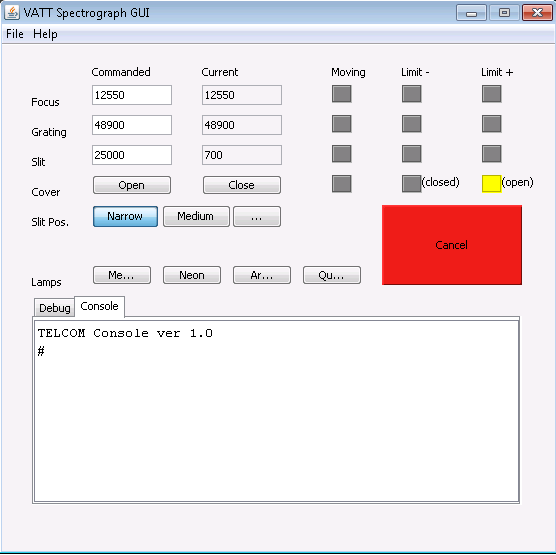 VATT Spectrograph GUI
File Help
Commanded Current Moving Limit - Limit +
Focus 12550 12550
Grating 48900 48900
Slit 25000 700
Cover Open Close (closed) (open)
Slit Pos. Narrow Medium ...
Cancel
Lamps Me... Neon Ar... Qu...
Debug Console
TELCOM Console ver 1.0
#